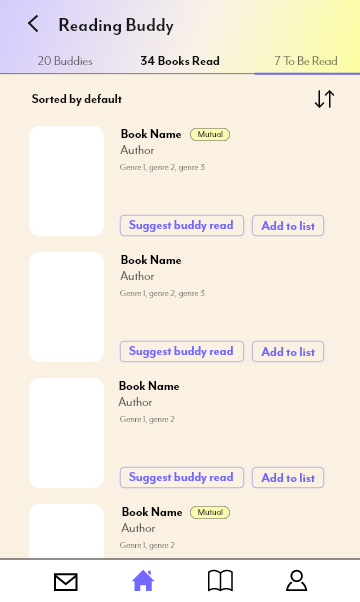 Reading Buddy
20 Buddies 34 Books Read 7 To Be Read
Sorted by default
Book Name Mutual
Author
Genre 1, genre 2, genre 3
Suggest buddy read Add to list
Book Name
Author
Genre 1, genre 2, genre 3
Suggest buddy read Add to list
Book Name
Author
Genre 1, genre 2
Suggest buddy read Add to list
Book Name Mutual
Author
Genre 1, genre 2